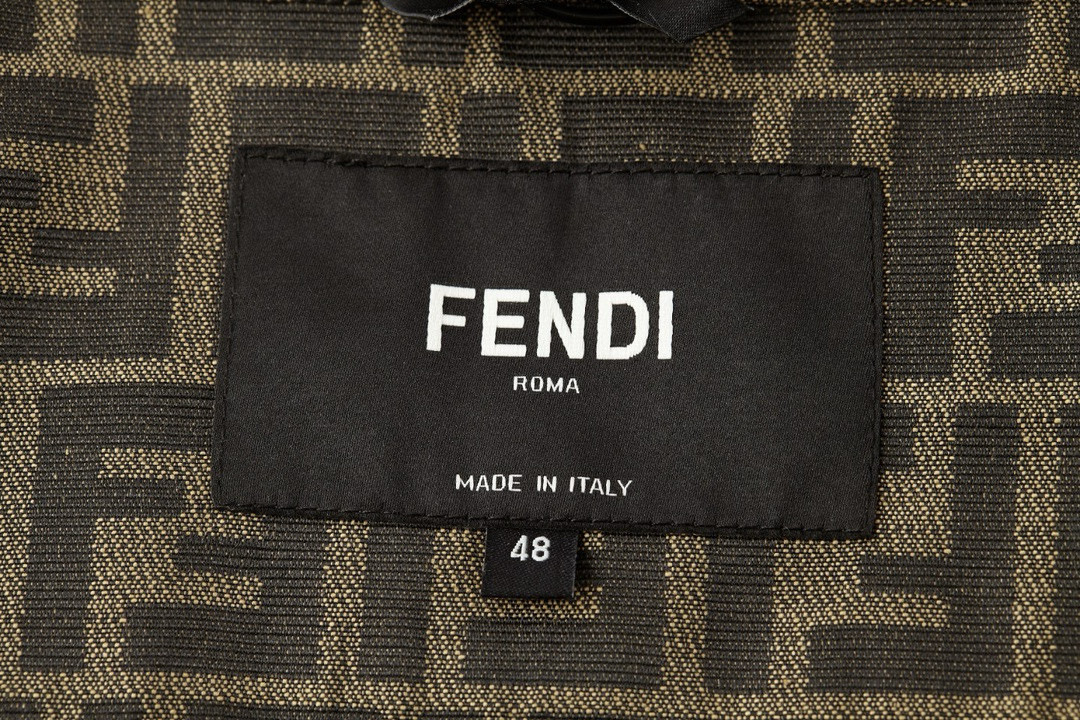 FENDI
ROMA
MADE IN ITALY
48